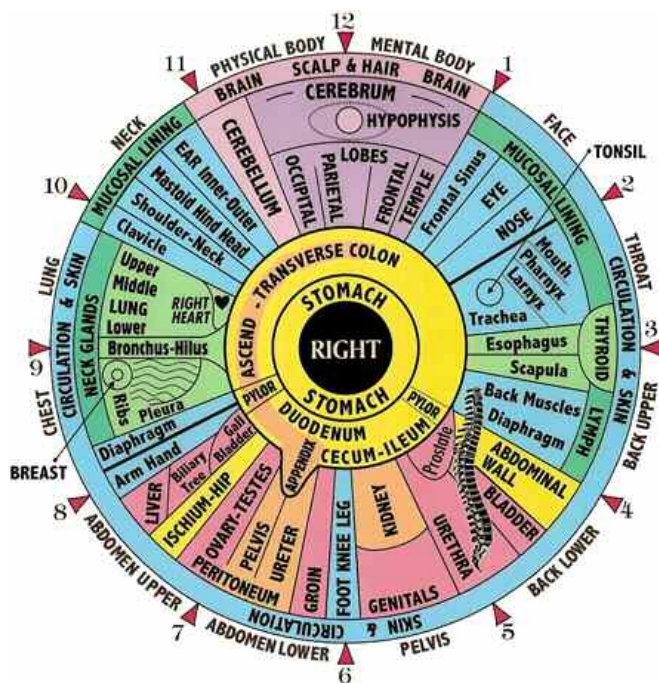 12
PHYSICAL BODY
MENTAL BODY
11
1
BRAIN
SCALP & HAIR
BRAIN
CEREBRUM
HYPOPHYSIS
LOBES
OCCIPITAL
PARIETAL
FRONTAL
TEMPLE
CEREBELLUM
NECK
MUCOSAL LINING
EAR Inner-Outer
Mastoid Hind Head
Shoulder-Neck
Clavicle
10
FACE
MUCOSAL LINING
TONSIL
Frontal Sinus
EYE
NOSE
2
Mouth
Pharnyx
Larnyx
Trachea
THROAT
CIRCULATION & SKIN
3
THYROID
Esophagus
Scapula
LYMPH
Back Muscles
Diaphragm
BACK UPPER
ABDOMINAL
WALL
4
BLADDER
BACK LOWER
Prostate
URETHRA
5
KIDNEY
GENITALS
PELVIS
FOOT KNEE LEG
6
SKIN &
CIRCULATION
GROIN
ABDOMEN LOWER
URETER
PELVIS
PERITONEUM
OVARY-TESTES
7
ISCHIUM-HIP
ABDOMEN UPPER
Gall
Bladder
Biliary
Tree
LIVER
8
Arm Hand
Diaphragm
BREAST
Pleura
Ribs
CHEST
9
Bronchus-Hilus
Upper
Middle
LUNG
Lower
RIGHT
HEART
NECK GLANDS
CIRCULATION & SKIN
LUNG
ASCEND - TRANSVERSE COLON
STOMACH
RIGHT
STOMACH
PYLOR
PYLOR
DUODENUM
CECUM-ILEUM
APPENDIX